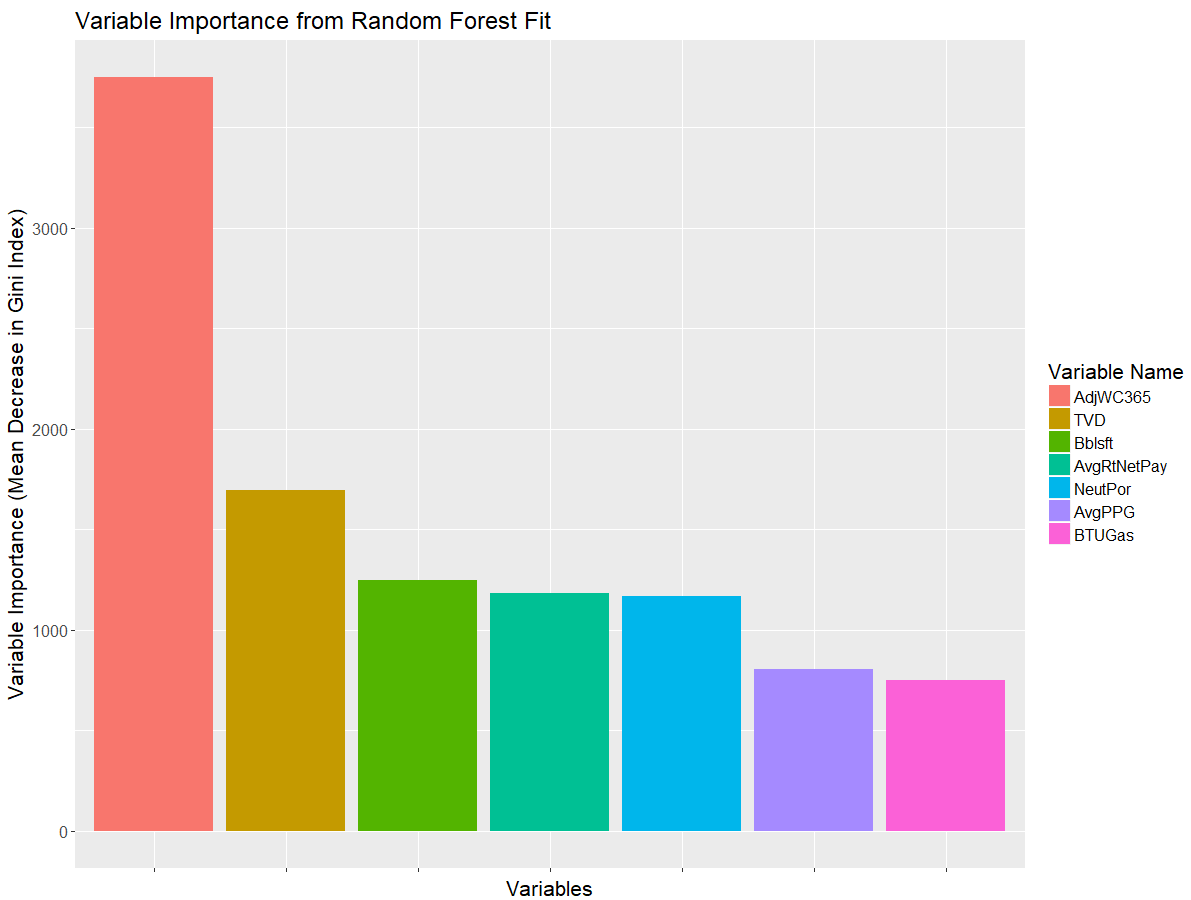 Variable Importance from Random Forest Fit
Variable Importance (Mean Decrease in Gini Index)
3000
2000
1000
0
Variables
Variable Name
AdjWC365
TVD
Bblsft
AvgRtNetPay
NeutPor
AvgPPG
BTUGas